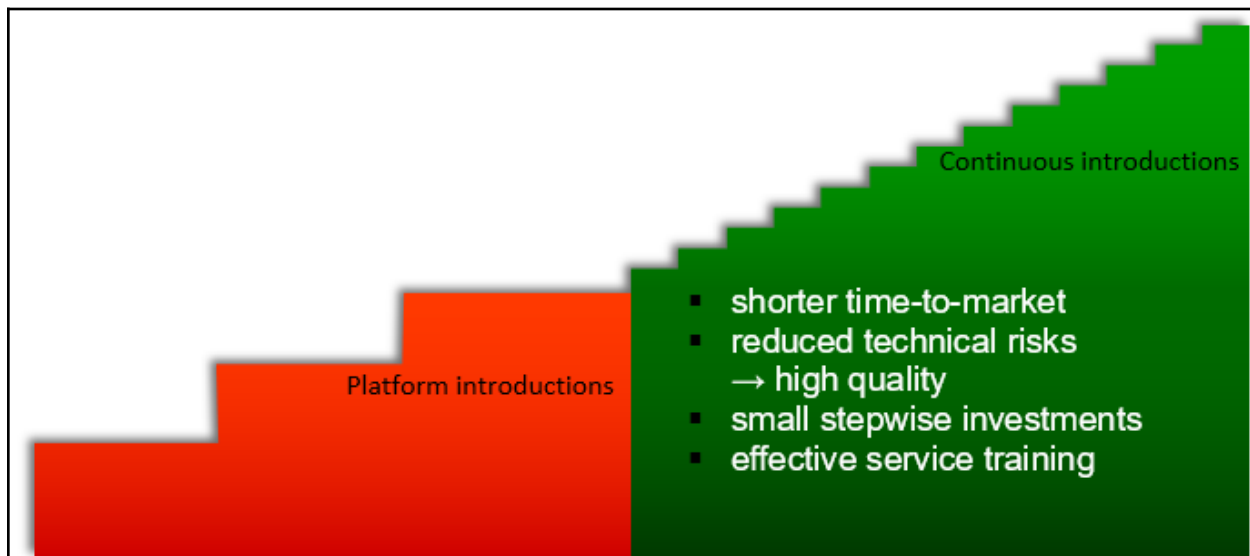 Continuous introductions
Platform introductions
▪ shorter time-to-market
▪ reduced technical risks
→ high quality
▪ small stepwise investments
▪ effective service training